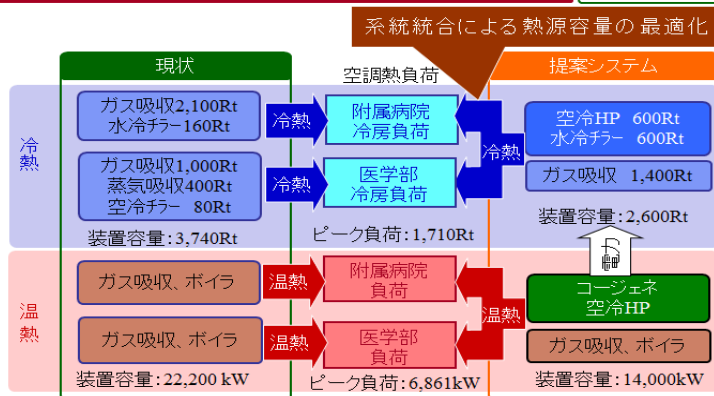 系統統合による熱源容量の最適化
現状
空調熱負荷
提案システム
冷熱
ガス吸収2,100Rt
水冷チラー160Rt
冷熱
附属病院
冷房負荷
冷熱
空冷HP 600Rt
水冷チラー 600Rt
ガス吸収1,000Rt
蒸気吸収400Rt
空冷チラー 80Rt
冷熱
医学部
冷房負荷
ガス吸収 1,400Rt
装置容量:3,740Rt
ピーク負荷:1,710Rt
装置容量:2,600Rt
温熱
ガス吸収、ボイラ
温熱
附属病院
負荷
温熱
コージェネ
空冷HP
ガス吸収、ボイラ
温熱
医学部
負荷
ガス吸収、ボイラ
装置容量:22,200 kW
ピーク負荷:6,861kW
装置容量:14,000kW